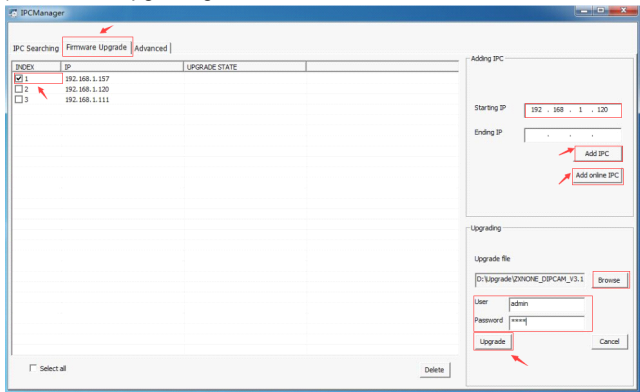 IPCManager
IPC Searching Firmware Upgrade Advanced
INDEX IP UPGRADE STATE
1 192.168.1.157
2 192.168.1.120
3 192.168.1.111
Select all
Delete
Adding IPC
Starting IP 192 . 168 . 1 . 120
Ending IP . . .
Add IPC
Add online IPC
Upgrading
Upgrade file
D:\Upgrade\ZXNONE_DIPCAM_V3.1 Browse
User admin
Password ****
Upgrade Cancel